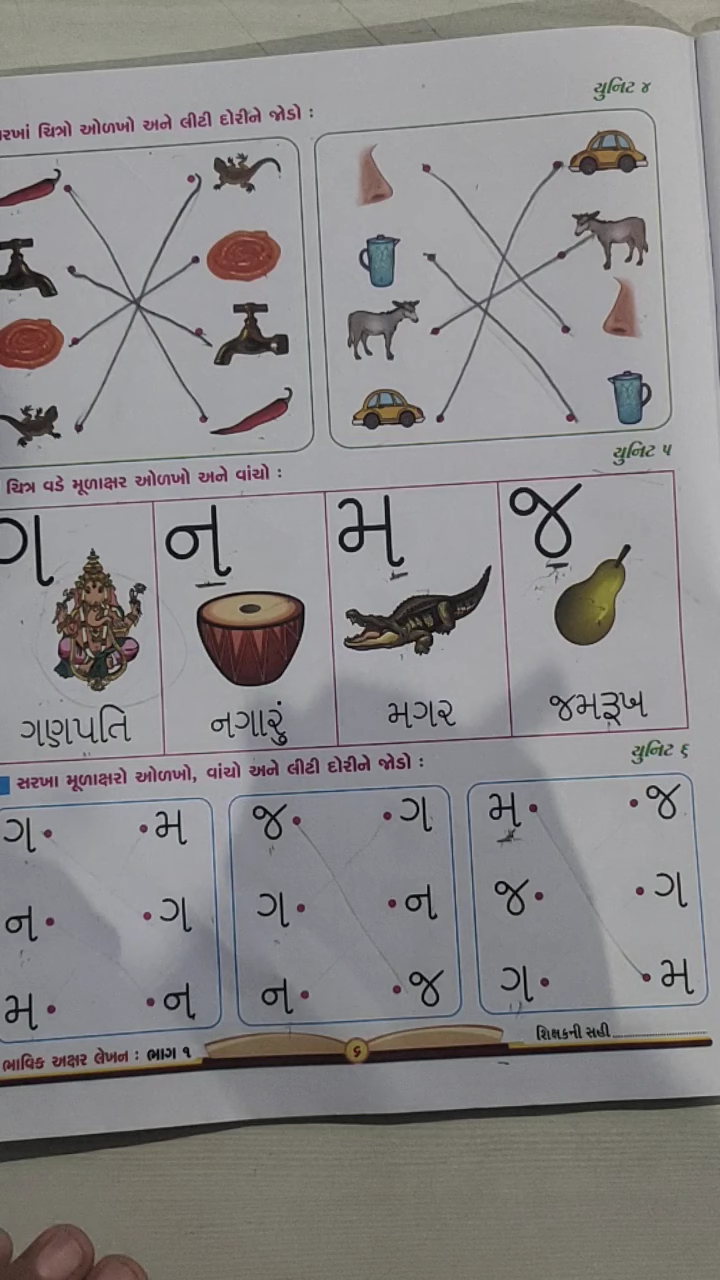 યુનિટ ૪
સરખાં ચિત્રો ઓળખો અને લીટી દોરીને જોડો :
યુનિટ ૫
ચિત્ર વડે મૂળાક્ષર ઓળખો અને વાંચો :
ગ ન મ જ
ગણપતિ નગારું મગર જમરૂખ
યુનિટ ૬
સરખા મૂળાક્ષરો ઓળખો, વાંચો અને લીટી દોરીને જોડો :
ગ મ જ ગ મ જ
ન ગ ગ ન જ ગ
મ ન ન જ ગ મ
ભાવિક અક્ષર લેખન : ભાગ ૧ ૬ શિક્ષકની સહી